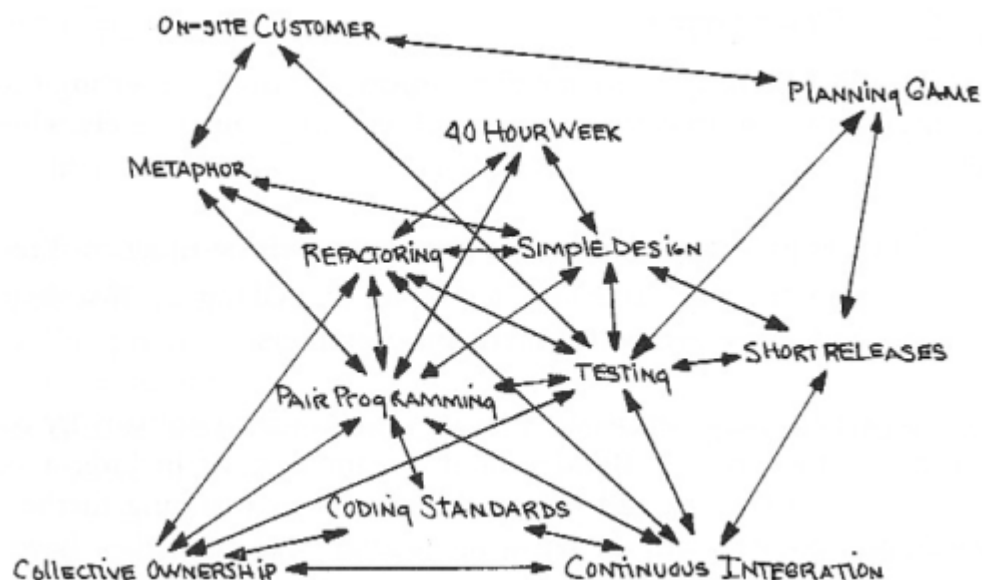 ON-SITE CUSTOMER
PLANNING GAME
40 HOUR WEEK
METAPHOR
REFACTORING
SIMPLE DESIGN
SHORT RELEASES
TESTING
PAIR PROGRAMMING
CODING STANDARDS
COLLECTIVE OWNERSHIP
CONTINUOUS INTEGRATION